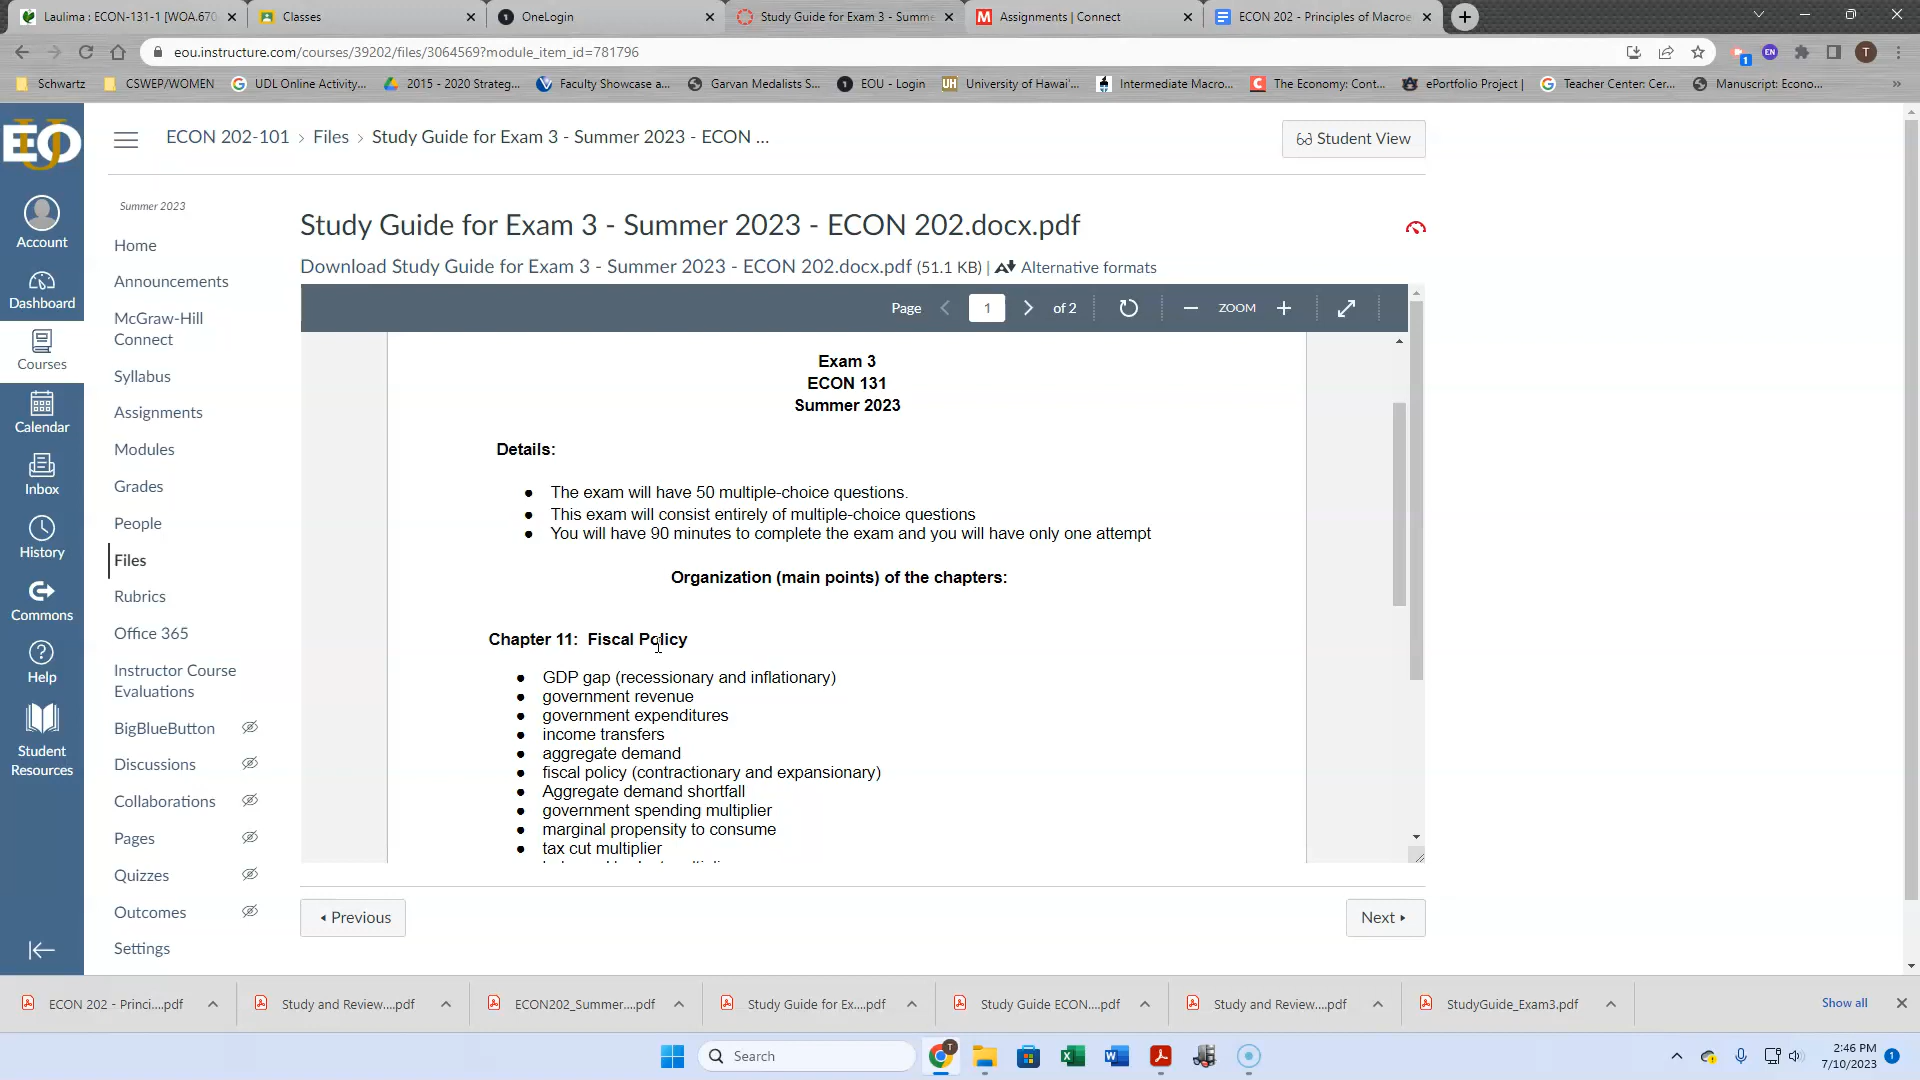 Laulima : ECON-131-1 [WOA.670
Classes
OneLogin
Study Guide for Exam 3 - Summe
Assignments | Connect
ECON 202 - Principles of Macroe
eou.instructure.com/courses/39202/files/3064569?module_item_id=781796
Schwartz
CSWEP/WOMEN
UDL Online Activity...
2015 - 2020 Strateg...
Faculty Showcase a...
Garvan Medalists S...
EOU - Login
University of Hawai'...
Intermediate Macro...
The Economy: Cont...
ePortfolio Project |
Teacher Center: Cer...
Manuscript: Econo...
ECON 202-101 › Files › Study Guide for Exam 3 - Summer 2023 - ECON ...
Student View
EOU
Account
Dashboard
Courses
Calendar
Inbox
History
Commons
Help
Student
Resources
Summer 2023
Home
Announcements
McGraw-Hill
Connect
Syllabus
Assignments
Modules
Grades
People
Files
Rubrics
Office 365
Instructor Course
Evaluations
BigBlueButton
Discussions
Collaborations
Pages
Quizzes
Outcomes
Settings
Study Guide for Exam 3 - Summer 2023 - ECON 202.docx.pdf
Download Study Guide for Exam 3 - Summer 2023 - ECON 202.docx.pdf (51.1 KB) | Alternative formats
Page 1 of 2 ZOOM
Exam 3
ECON 131
Summer 2023
Details:
● The exam will have 50 multiple-choice questions.
● This exam will consist entirely of multiple-choice questions
● You will have 90 minutes to complete the exam and you will have only one attempt
Organization (main points) of the chapters:
Chapter 11: Fiscal Policy
● GDP gap (recessionary and inflationary)
● government revenue
● government expenditures
● income transfers
● aggregate demand
● fiscal policy (contractionary and expansionary)
● Aggregate demand shortfall
● government spending multiplier
● marginal propensity to consume
● tax cut multiplier
Previous
Next
ECON 202 - Princi....pdf
Study and Review....pdf
ECON202_Summer....pdf
Study Guide for Ex....pdf
Study Guide ECON....pdf
Study and Review....pdf
StudyGuide_Exam3.pdf
Show all
Search
2:46 PM
7/10/2023